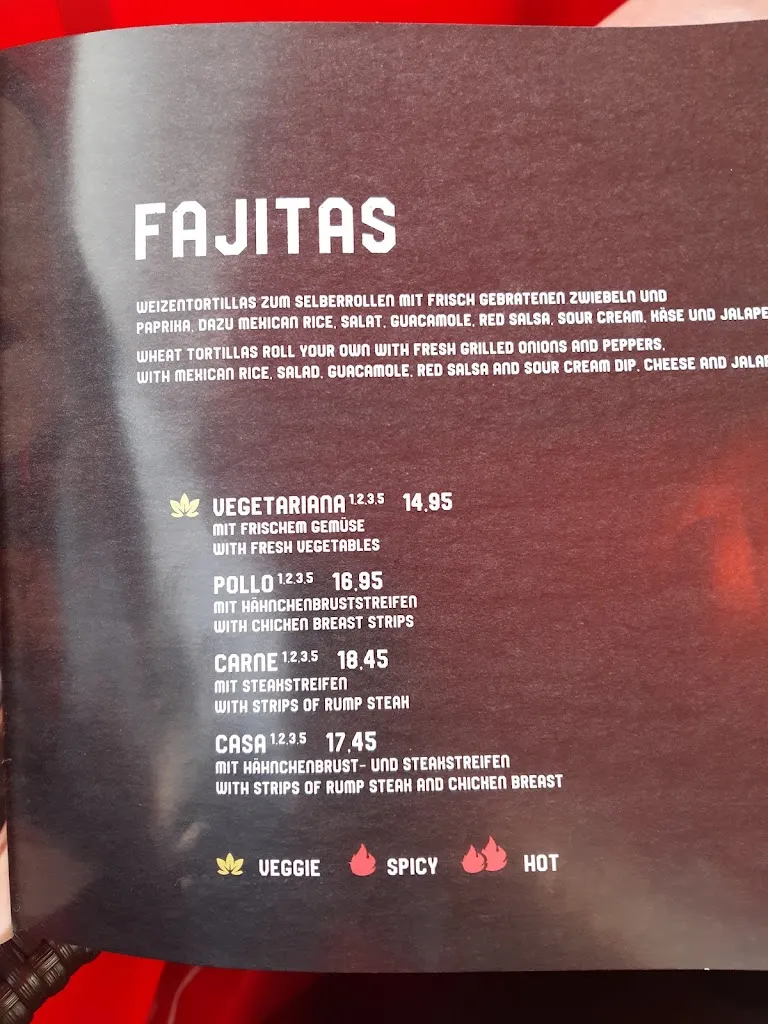 FAJITAS
WEIZENTORTILLAS ZUM SELBERROLLEN MIT FRISCH GEBRATENEN ZWIEBELN UND
PAPRIKA, DAZU MEXICAN RICE, SALAT, GUACAMOLE, RED SALSA, SOUR CREAM, KÄSE UND
WHEAT TORTILLAS ROLL YOUR OWN WITH FRESH GRILLED ONIONS AND PEPPERS,
WITH MEXICAN RICE, SALAD, GUACAMOLE, RED SALSA AND SOUR CREAM DIP, CHEESE AND
VEGETARIANA 1,2,3,5 14,95
MIT FRISCHEM GEMÜSE
WITH FRESH VEGETABLES
POLLO 1,2,3,5 16,95
MIT HÄHNCHENBRUSTSTREIFEN
WITH CHICKEN BREAST STRIPS
CARNE 1,2,3,5 18,45
MIT STEAKSTREIFEN
WITH STRIPS OF RUMP STEAK
CASA 1,2,3,5 17,45
MIT HÄHNCHENBRUST- UND STEAKSTREIFEN
WITH STRIPS OF RUMP STEAK AND CHICKEN BREAST
VEGGIE SPICY HOT